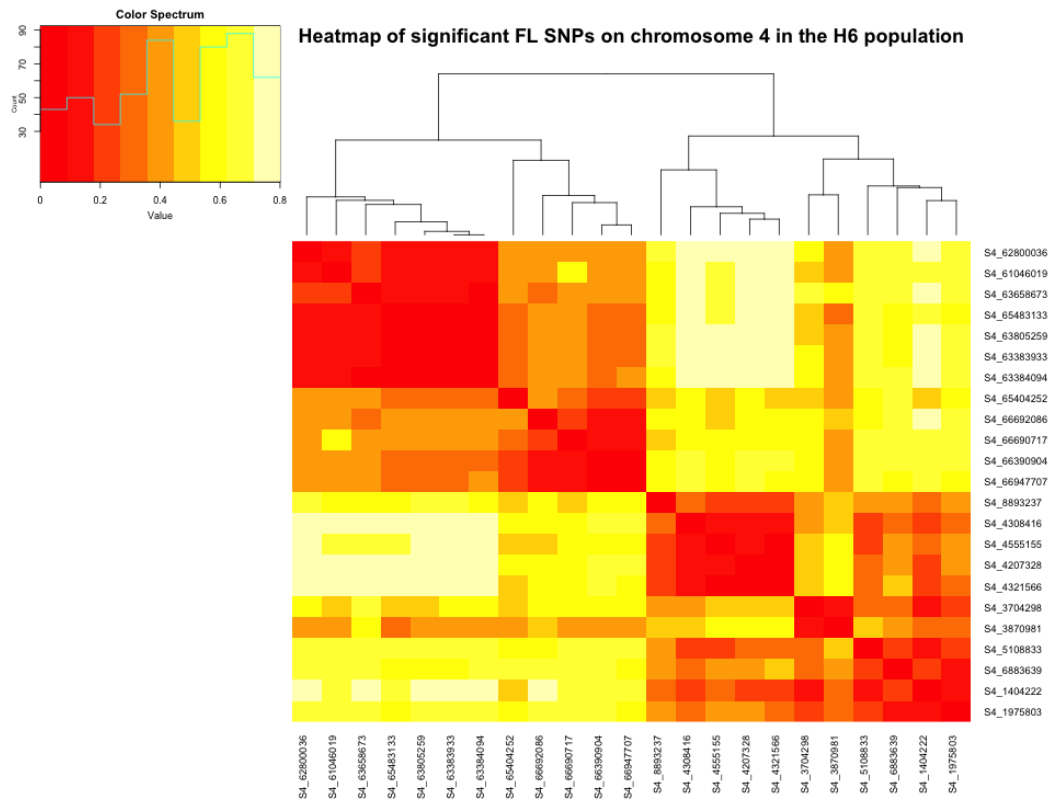 Color Spectrum
Heatmap of significant FL SNPs on chromosome 4 in the H6 population
Count
30
50
70
90
0 0.2 0.4 0.6 0.8
Value
S4_62800036
S4_61046019
S4_63658673
S4_65483133
S4_63805259
S4_63383933
S4_63384094
S4_65404252
S4_66692086
S4_66690717
S4_66390904
S4_66947707
S4_8893237
S4_4308416
S4_4555155
S4_4207328
S4_4321566
S4_3704298
S4_3870981
S4_5108833
S4_6883639
S4_1404222
S4_1975803
S4_62800036
S4_61046019
S4_63658673
S4_65483133
S4_63805259
S4_63383933
S4_63384094
S4_65404252
S4_66692086
S4_66690717
S4_66390904
S4_66947707
S4_8893237
S4_4308416
S4_4555155
S4_4207328
S4_4321566
S4_3704298
S4_3870981
S4_5108833
S4_6883639
S4_1404222
S4_1975803